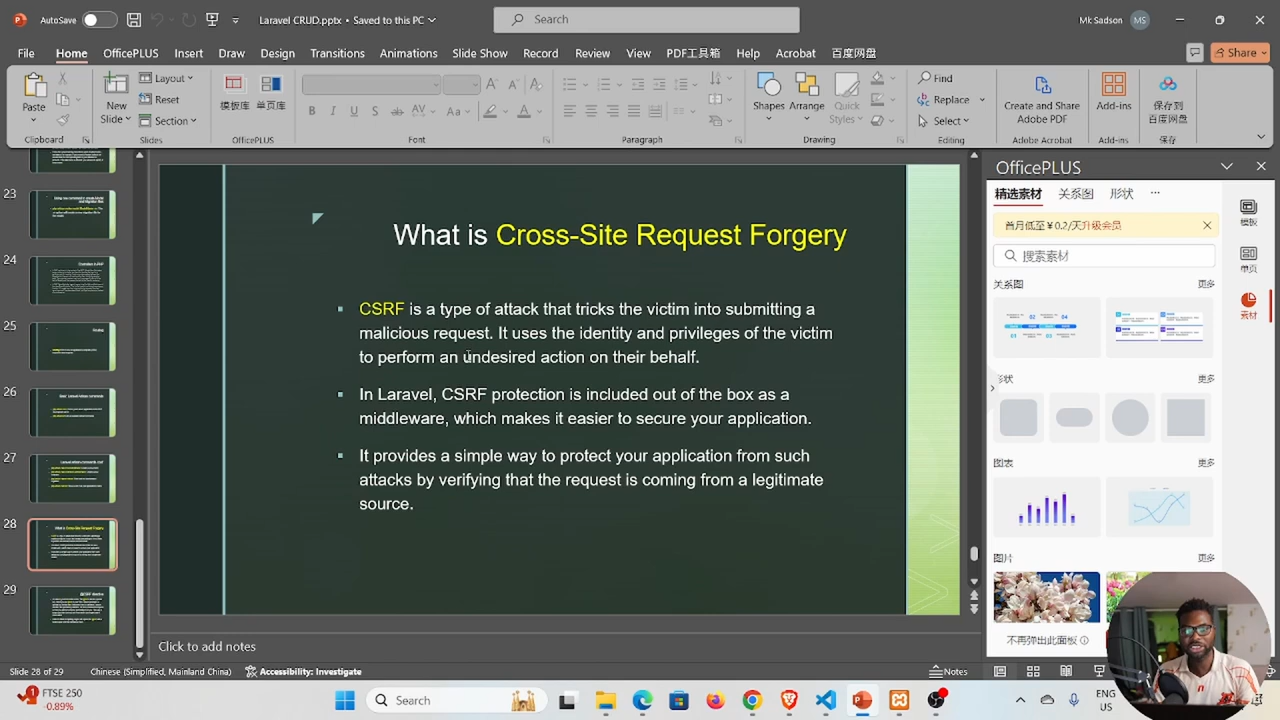 AutoSave
Laravel CRUD.pptx • Saved to this PC
Search
Mk Sadson
MS
File
Home
OfficePLUS
Insert
Draw
Design
Transitions
Animations
Slide Show
Record
Review
View
PDF工具箱
Help
Acrobat
百度网盘
Share
Paste
New
Slide
Layout
Reset
Section
模板库
单页库
Shapes
Arrange
Quick
Styles
Find
Replace
Select
Create and Share
Adobe PDF
Add-ins
保存到
百度网盘
Clipboard
Slides
OfficePLUS
Font
Paragraph
Drawing
Editing
Adobe Acrobat
Add-ins
保存
23
24
25
26
27
28
29
What is Cross-Site Request Forgery
CSRF is a type of attack that tricks the victim into submitting a
malicious request. It uses the identity and privileges of the victim
to perform an undesired action on their behalf.
In Laravel, CSRF protection is included out of the box as a
middleware, which makes it easier to secure your application.
It provides a simple way to protect your application from such
attacks by verifying that the request is coming from a legitimate
source.
Click to add notes
OfficePLUS
精选素材
关系图
形状
首月低至￥0.2/天升级会员
搜索素材
关系图
更多
形状
更多
图表
更多
图片
更多
不再弹出此面板
模板
单页
素材
Slide 28 of 29
Chinese (Simplified, Mainland China)
Accessibility: Investigate
Notes
FTSE 250
-0.89%
Search
ENG
US